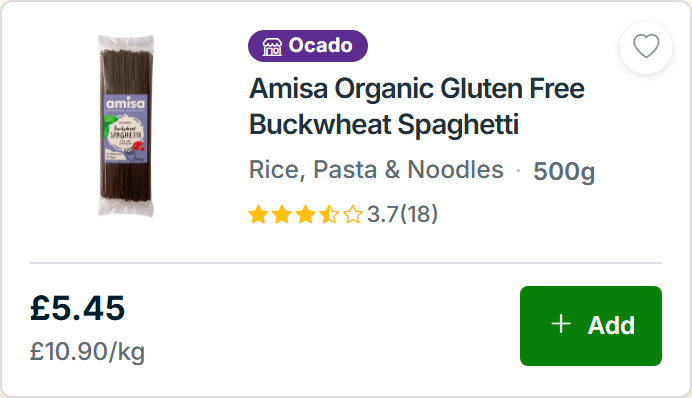 Ocado
Amisa Organic Gluten Free
Buckwheat Spaghetti
Rice, Pasta & Noodles · 500g
3.7(18)
amisa
Buckwheat
SPAGHETTI
£5.45
£10.90/kg
+ Add